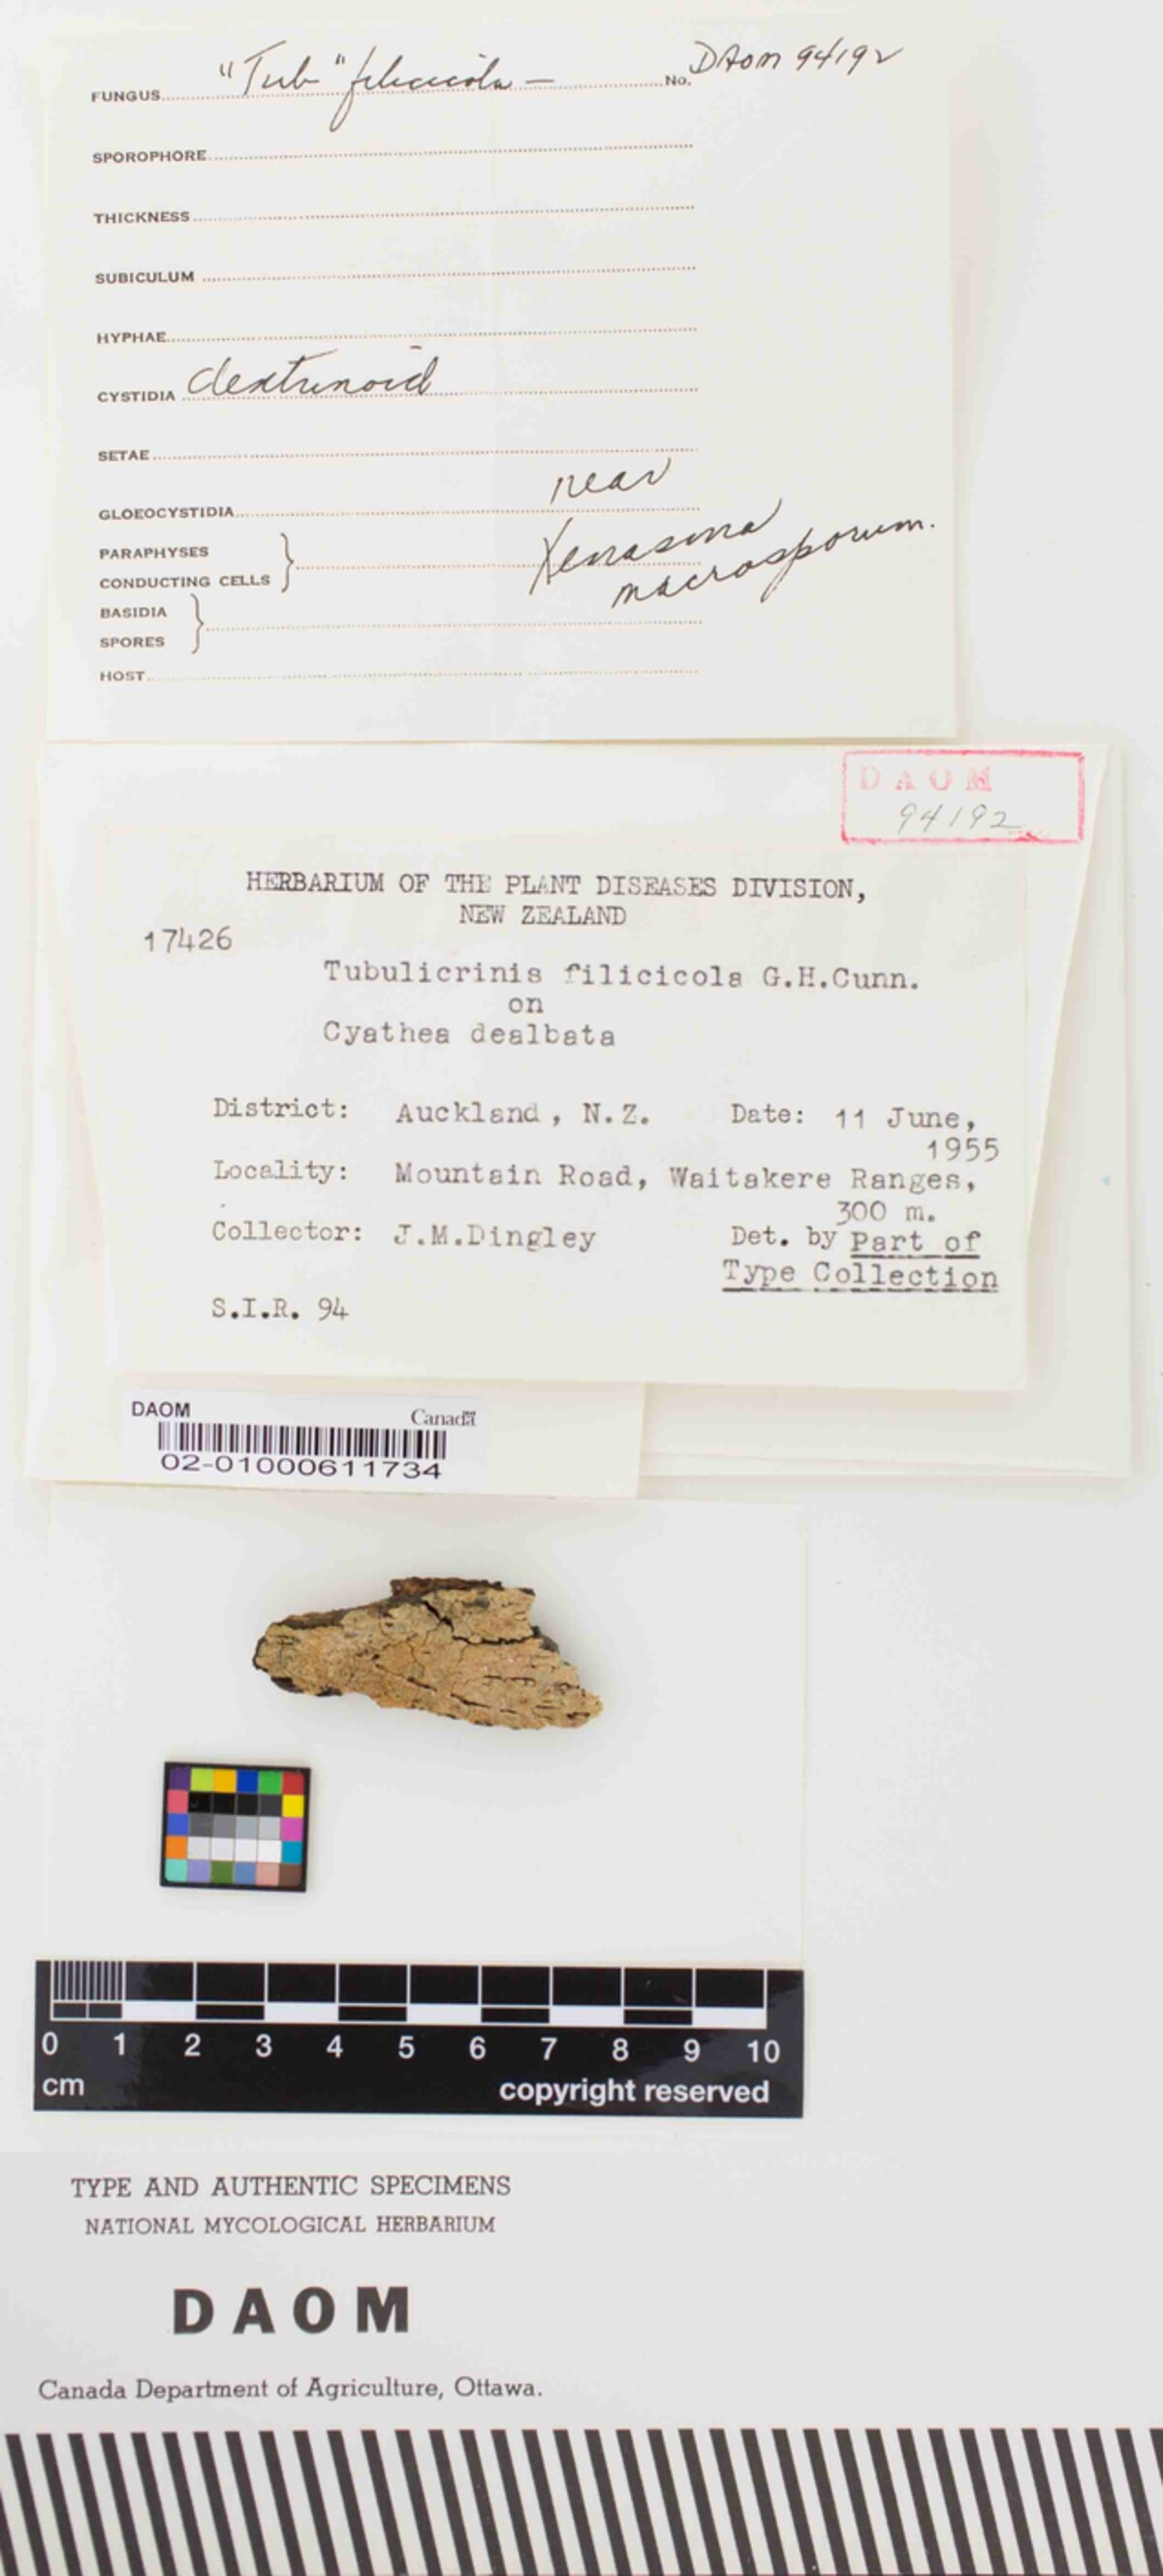 FUNGUS "Tub" filicicola — No. DAOM 94192
SPOROPHORE
THICKNESS
SUBICULUM
HYPHAE
CYSTIDIA dextrinoid
SETAE
near
GLOEOCYSTIDIA
Xenasma
PARAPHYSES
macrosporum.
CONDUCTING CELLS
BASIDIA
SPORES
HOST
DAOM
94192
HERBARIUM OF THE PLANT DISEASES DIVISION,
NEW ZEALAND
17426
Tubulicrinis filicicola G.H.Cunn.
on
Cyathea dealbata
District: Auckland, N.Z. Date: 11 June,
1955
Locality: Mountain Road, Waitakere Ranges,
300 m.
Collector: J.M.Dingley Det. by Part of
Type Collection
S.I.R. 94
DAOM Canada
02-01000611734
0 1 2 3 4 5 6 7 8 9 10
cm copyright reserved
TYPE AND AUTHENTIC SPECIMENS
NATIONAL MYCOLOGICAL HERBARIUM
DAOM
Canada Department of Agriculture, Ottawa.